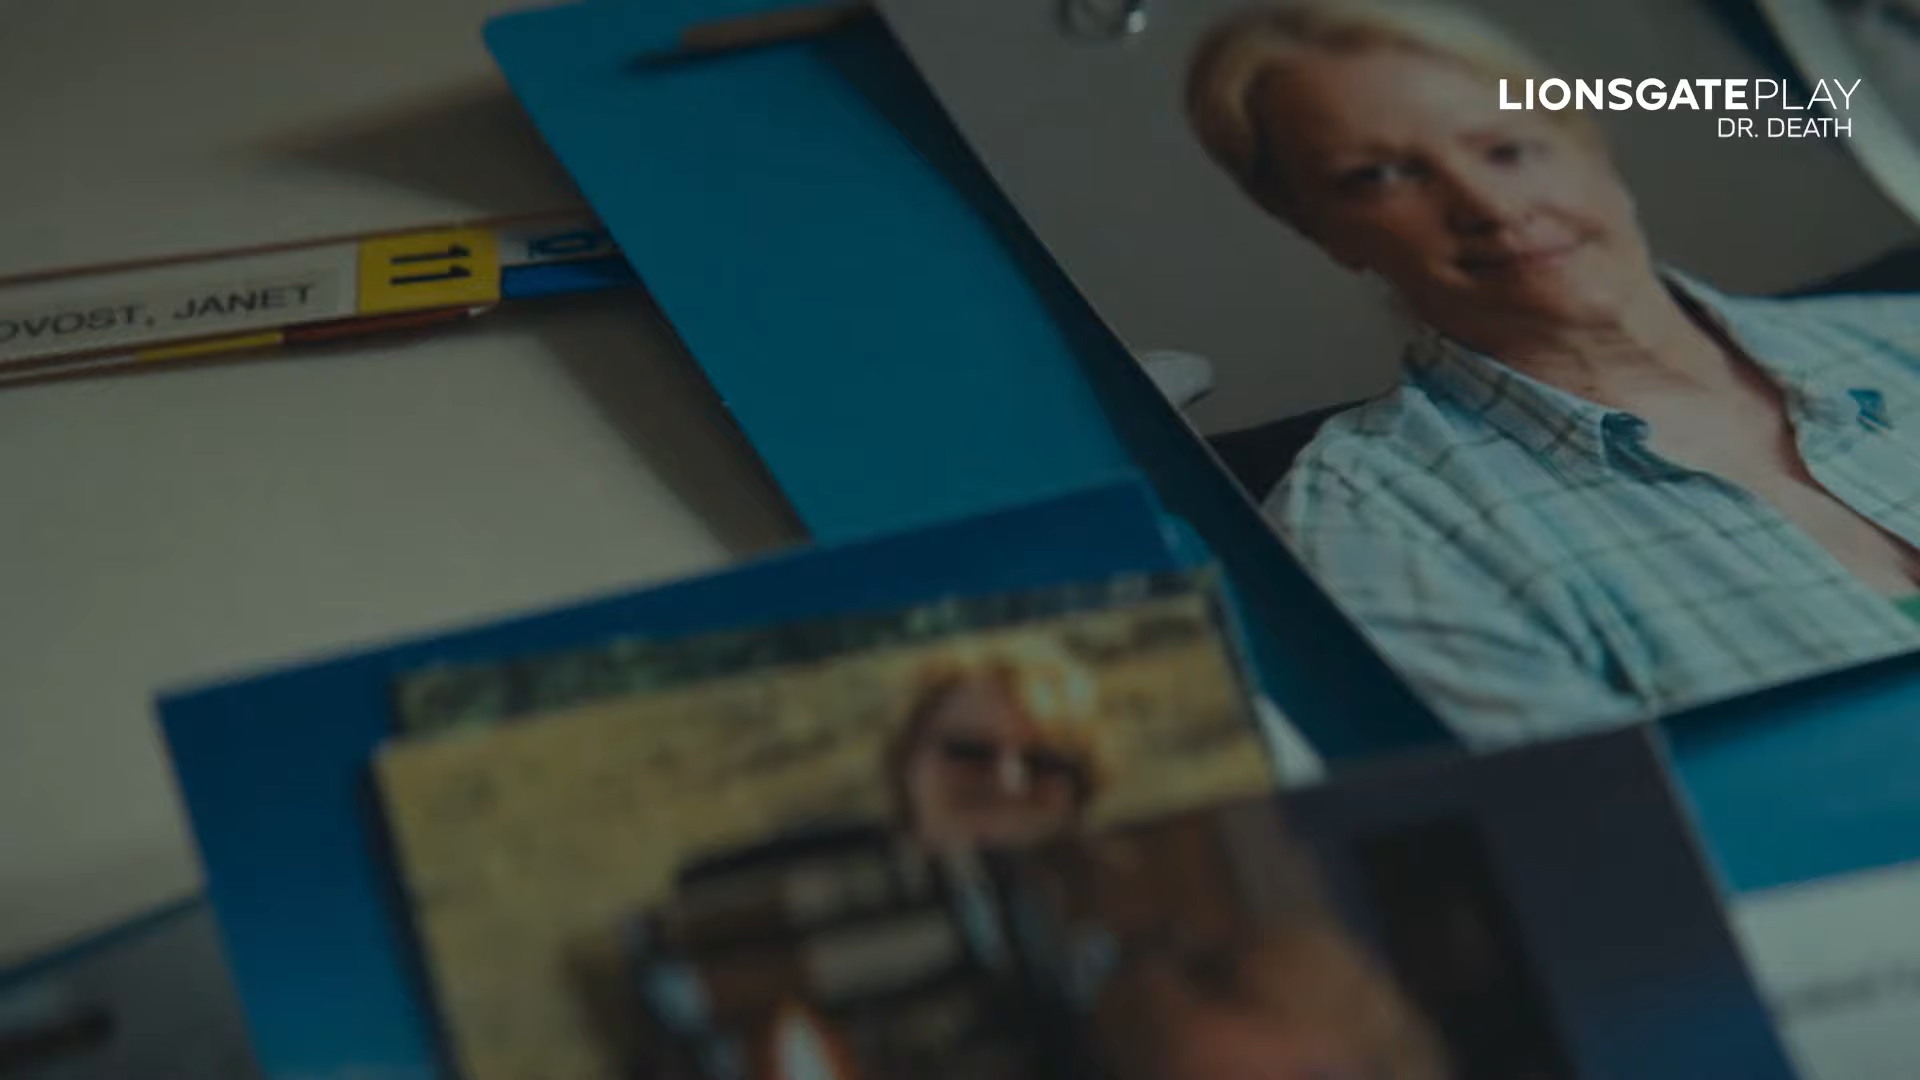 LIONSGATEPLAY
DR. DEATH
OVOST, JANET
11